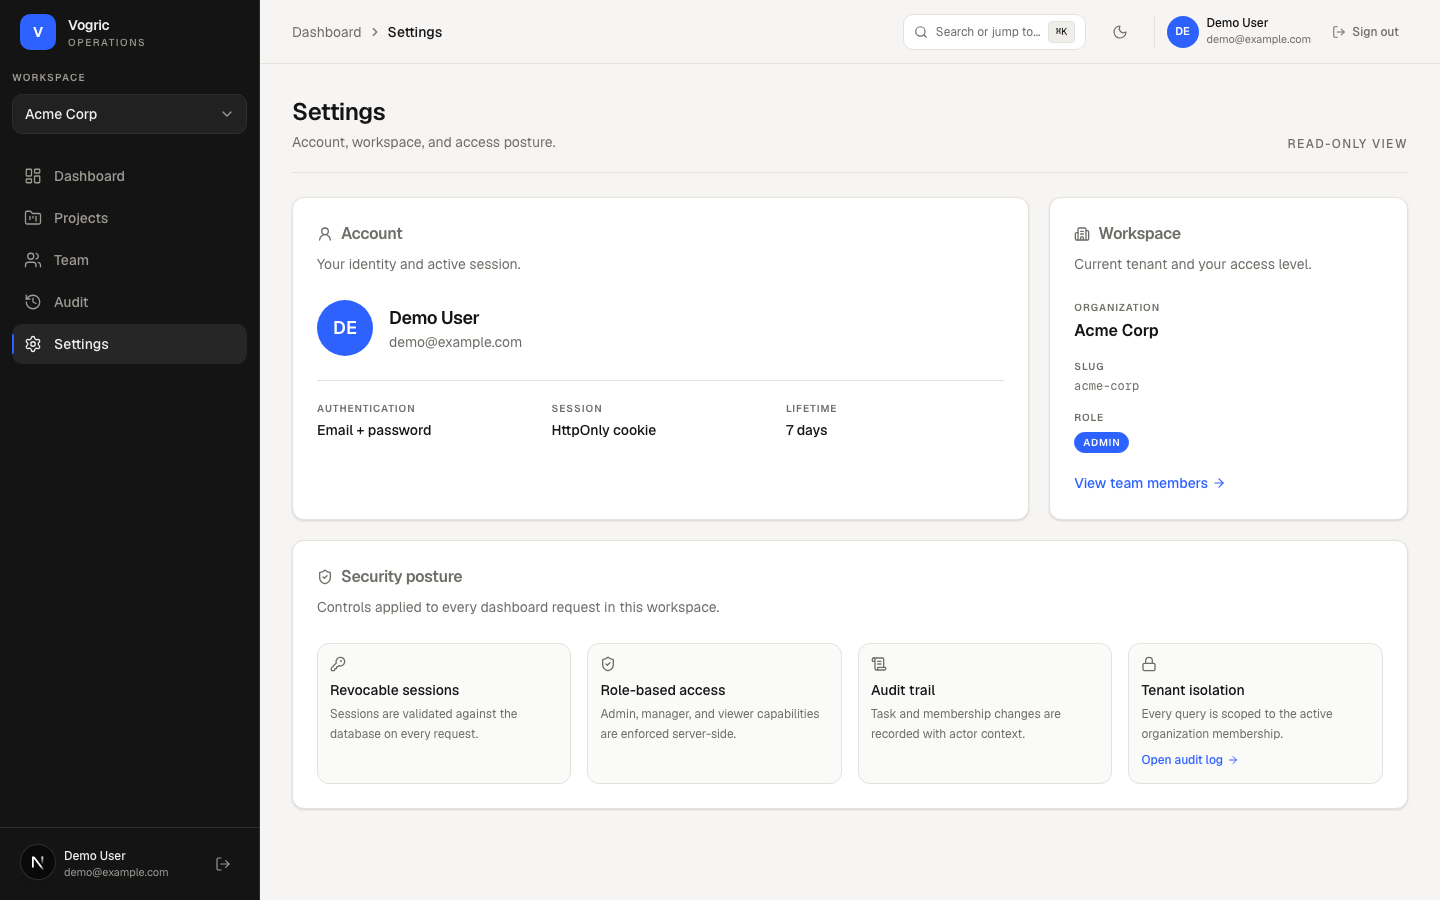 V
Vogric
OPERATIONS
WORKSPACE
Acme Corp
Dashboard
Projects
Team
Audit
Settings
N
Demo User
demo@example.com
Dashboard > Settings
Search or jump to... ⌘K
DE
Demo User
demo@example.com
Sign out
Settings
Account, workspace, and access posture.
READ-ONLY VIEW
Account
Your identity and active session.
DE
Demo User
demo@example.com
AUTHENTICATION
Email + password
SESSION
HttpOnly cookie
LIFETIME
7 days
Workspace
Current tenant and your access level.
ORGANIZATION
Acme Corp
SLUG
acme-corp
ROLE
ADMIN
View team members →
Security posture
Controls applied to every dashboard request in this workspace.
Revocable sessions
Sessions are validated against the
database on every request.
Role-based access
Admin, manager, and viewer capabilities
are enforced server-side.
Audit trail
Task and membership changes are
recorded with actor context.
Tenant isolation
Every query is scoped to the active
organization membership.
Open audit log →